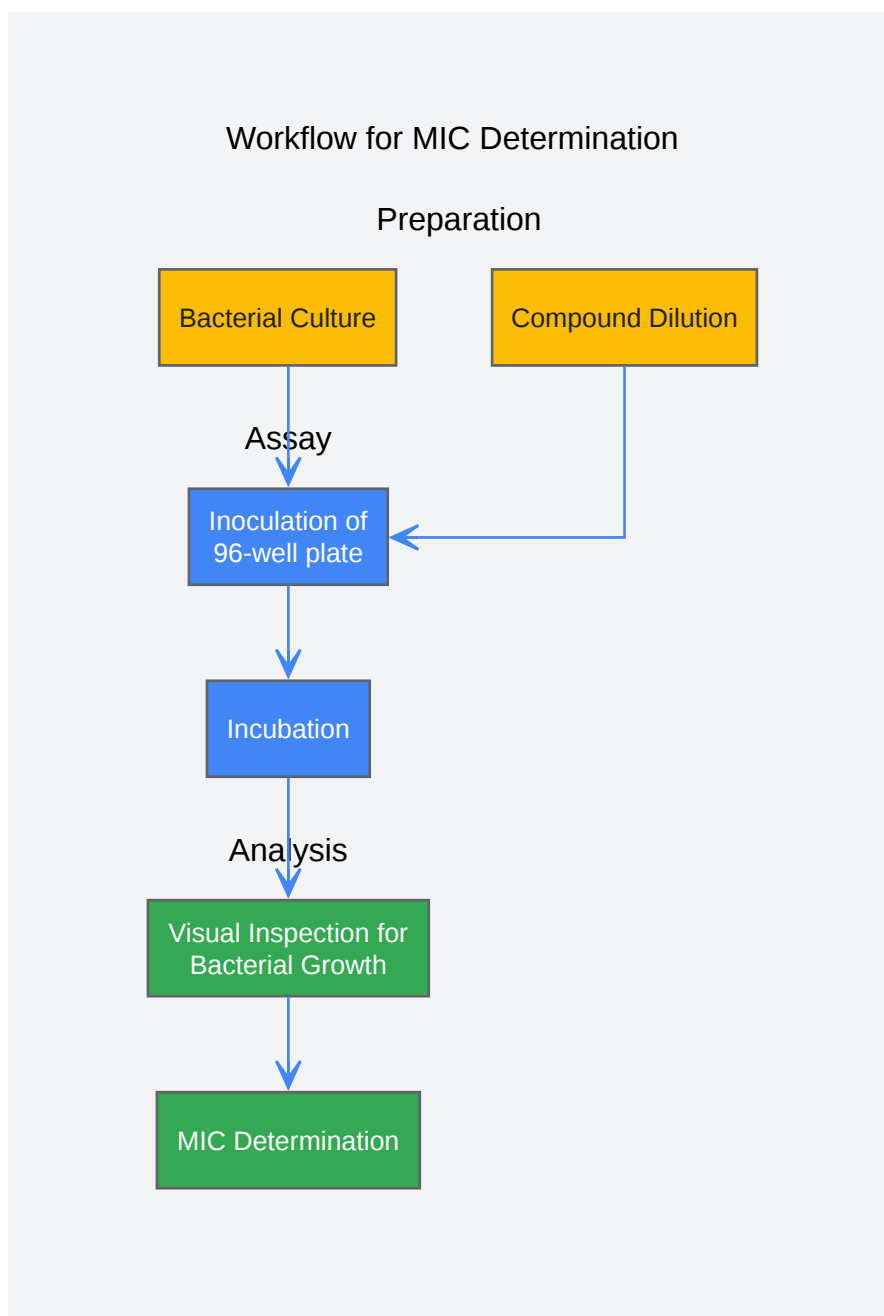 Workflow for MIC Determination
Preparation
Bacterial Culture
Compound Dilution
Assay
Inoculation of
96-well plate
Incubation
Analysis
Visual Inspection for
Bacterial Growth
MIC Determination